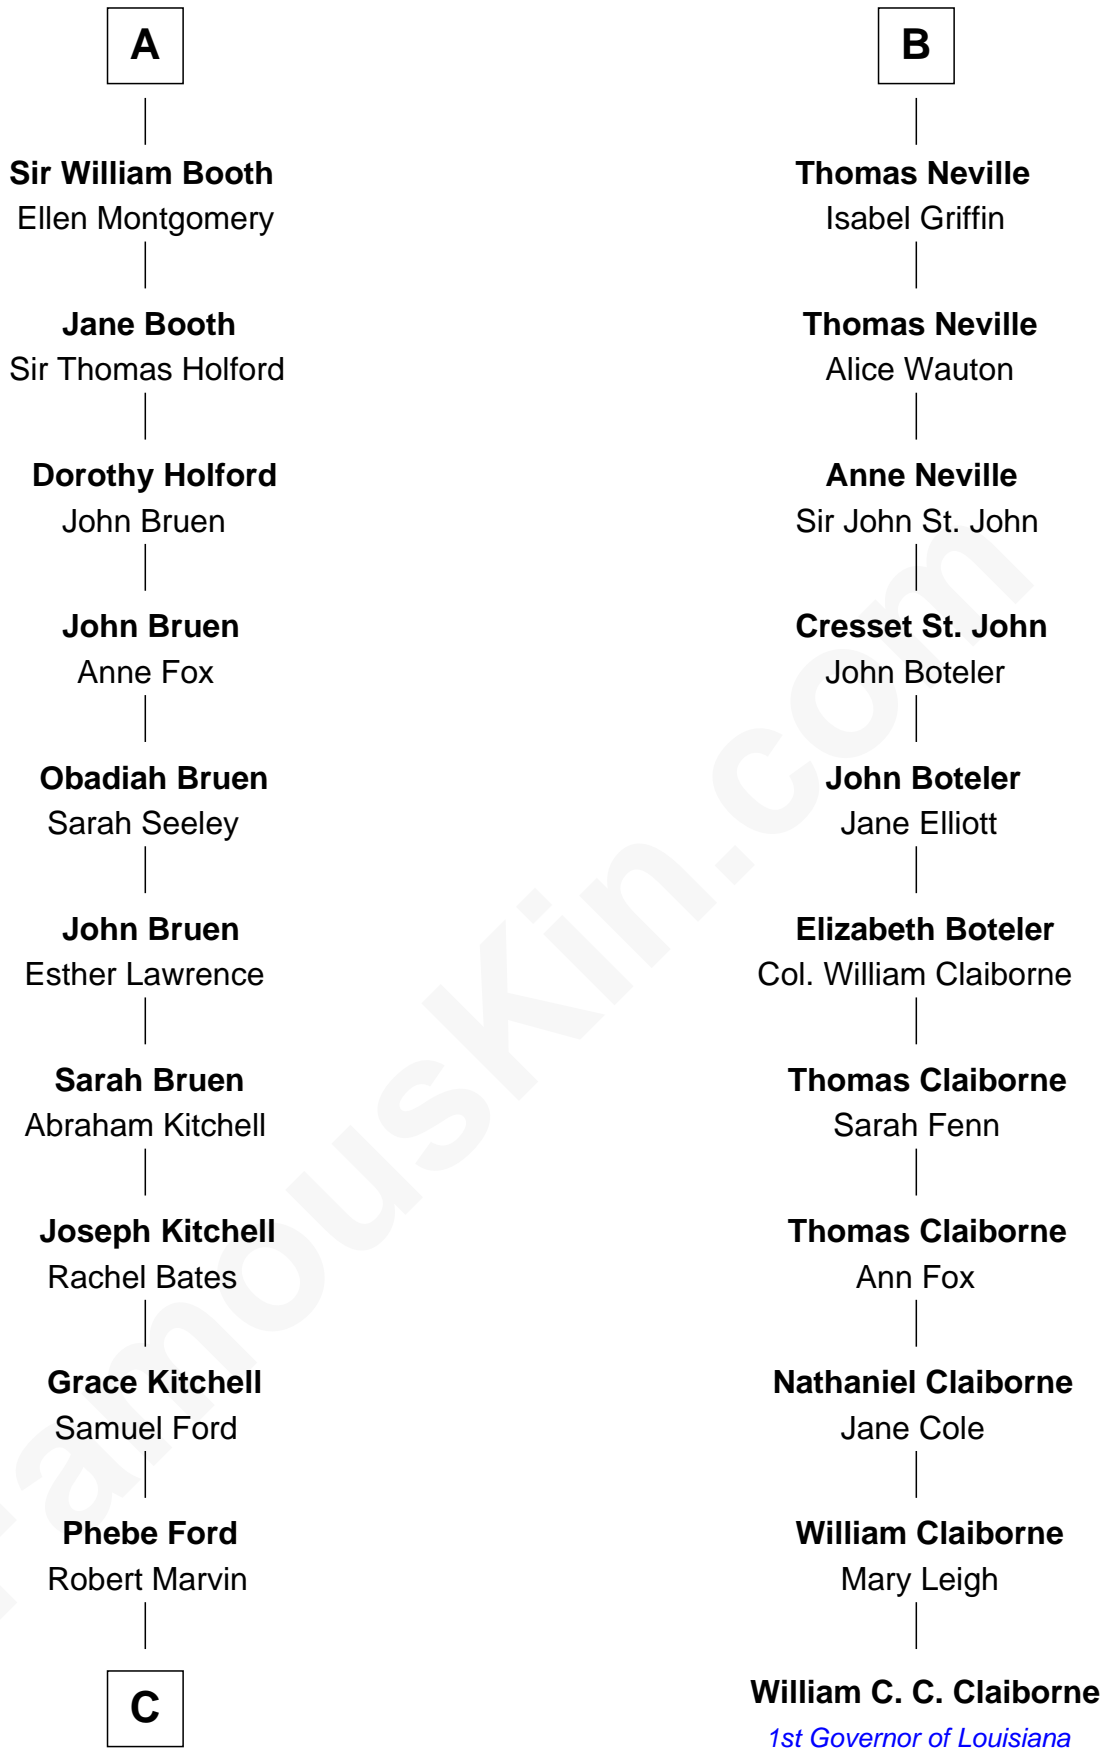 A
Sir William Booth
Ellen Montgomery
Jane Booth
Sir Thomas Holford
Dorothy Holford
John Bruen
John Bruen
Anne Fox
Obadiah Bruen
Sarah Seeley
John Bruen
Esther Lawrence
Sarah Bruen
Abraham Kitchell
Joseph Kitchell
Rachel Bates
Grace Kitchell
Samuel Ford
Phebe Ford
Robert Marvin
C
B
Thomas Neville
Isabel Griffin
Thomas Neville
Alice Wauton
Anne Neville
Sir John St. John
Cresset St. John
John Boteler
John Boteler
Jane Elliott
Elizabeth Boteler
Col. William Claiborne
Thomas Claiborne
Sarah Fenn
Thomas Claiborne
Ann Fox
Nathaniel Claiborne
Jane Cole
William Claiborne
Mary Leigh
William C. C. Claiborne
1st Governor of Louisiana
FamousKin.com